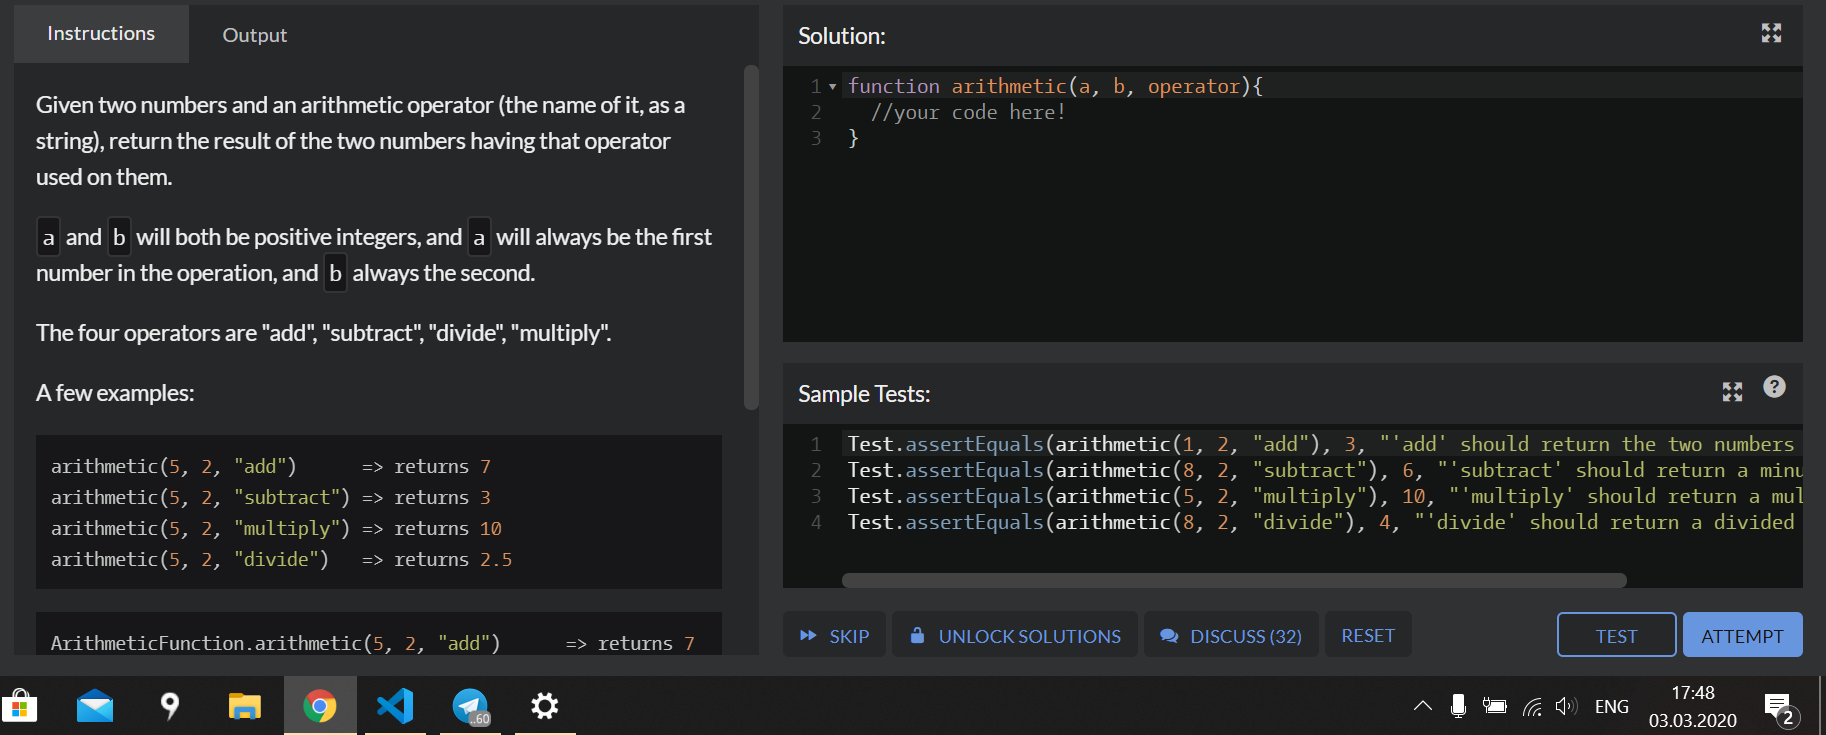 Instructions
Output
Given two numbers and an arithmetic operator (the name of it, as a
string), return the result of the two numbers having that operator
used on them.
a and b will both be positive integers, and a will always be the first
number in the operation, and b always the second.
The four operators are "add", "subtract", "divide", "multiply".
A few examples:
arithmetic(5, 2, "add")      => returns 7
arithmetic(5, 2, "subtract") => returns 3
arithmetic(5, 2, "multiply") => returns 10
arithmetic(5, 2, "divide")   => returns 2.5
ArithmeticFunction.arithmetic(5, 2, "add")      => returns 7
Solution:
1 function arithmetic(a, b, operator){
2   //your code here!
3 }
Sample Tests:
?
1 Test.assertEquals(arithmetic(1, 2, "add"), 3, "'add' should return the two numbers
2 Test.assertEquals(arithmetic(8, 2, "subtract"), 6, "'subtract' should return a minu
3 Test.assertEquals(arithmetic(5, 2, "multiply"), 10, "'multiply' should return a mul
4 Test.assertEquals(arithmetic(8, 2, "divide"), 4, "'divide' should return a divided
SKIP
UNLOCK SOLUTIONS
DISCUSS (32)
RESET
TEST
ATTEMPT
..60
ENG
17:48
03.03.2020
2